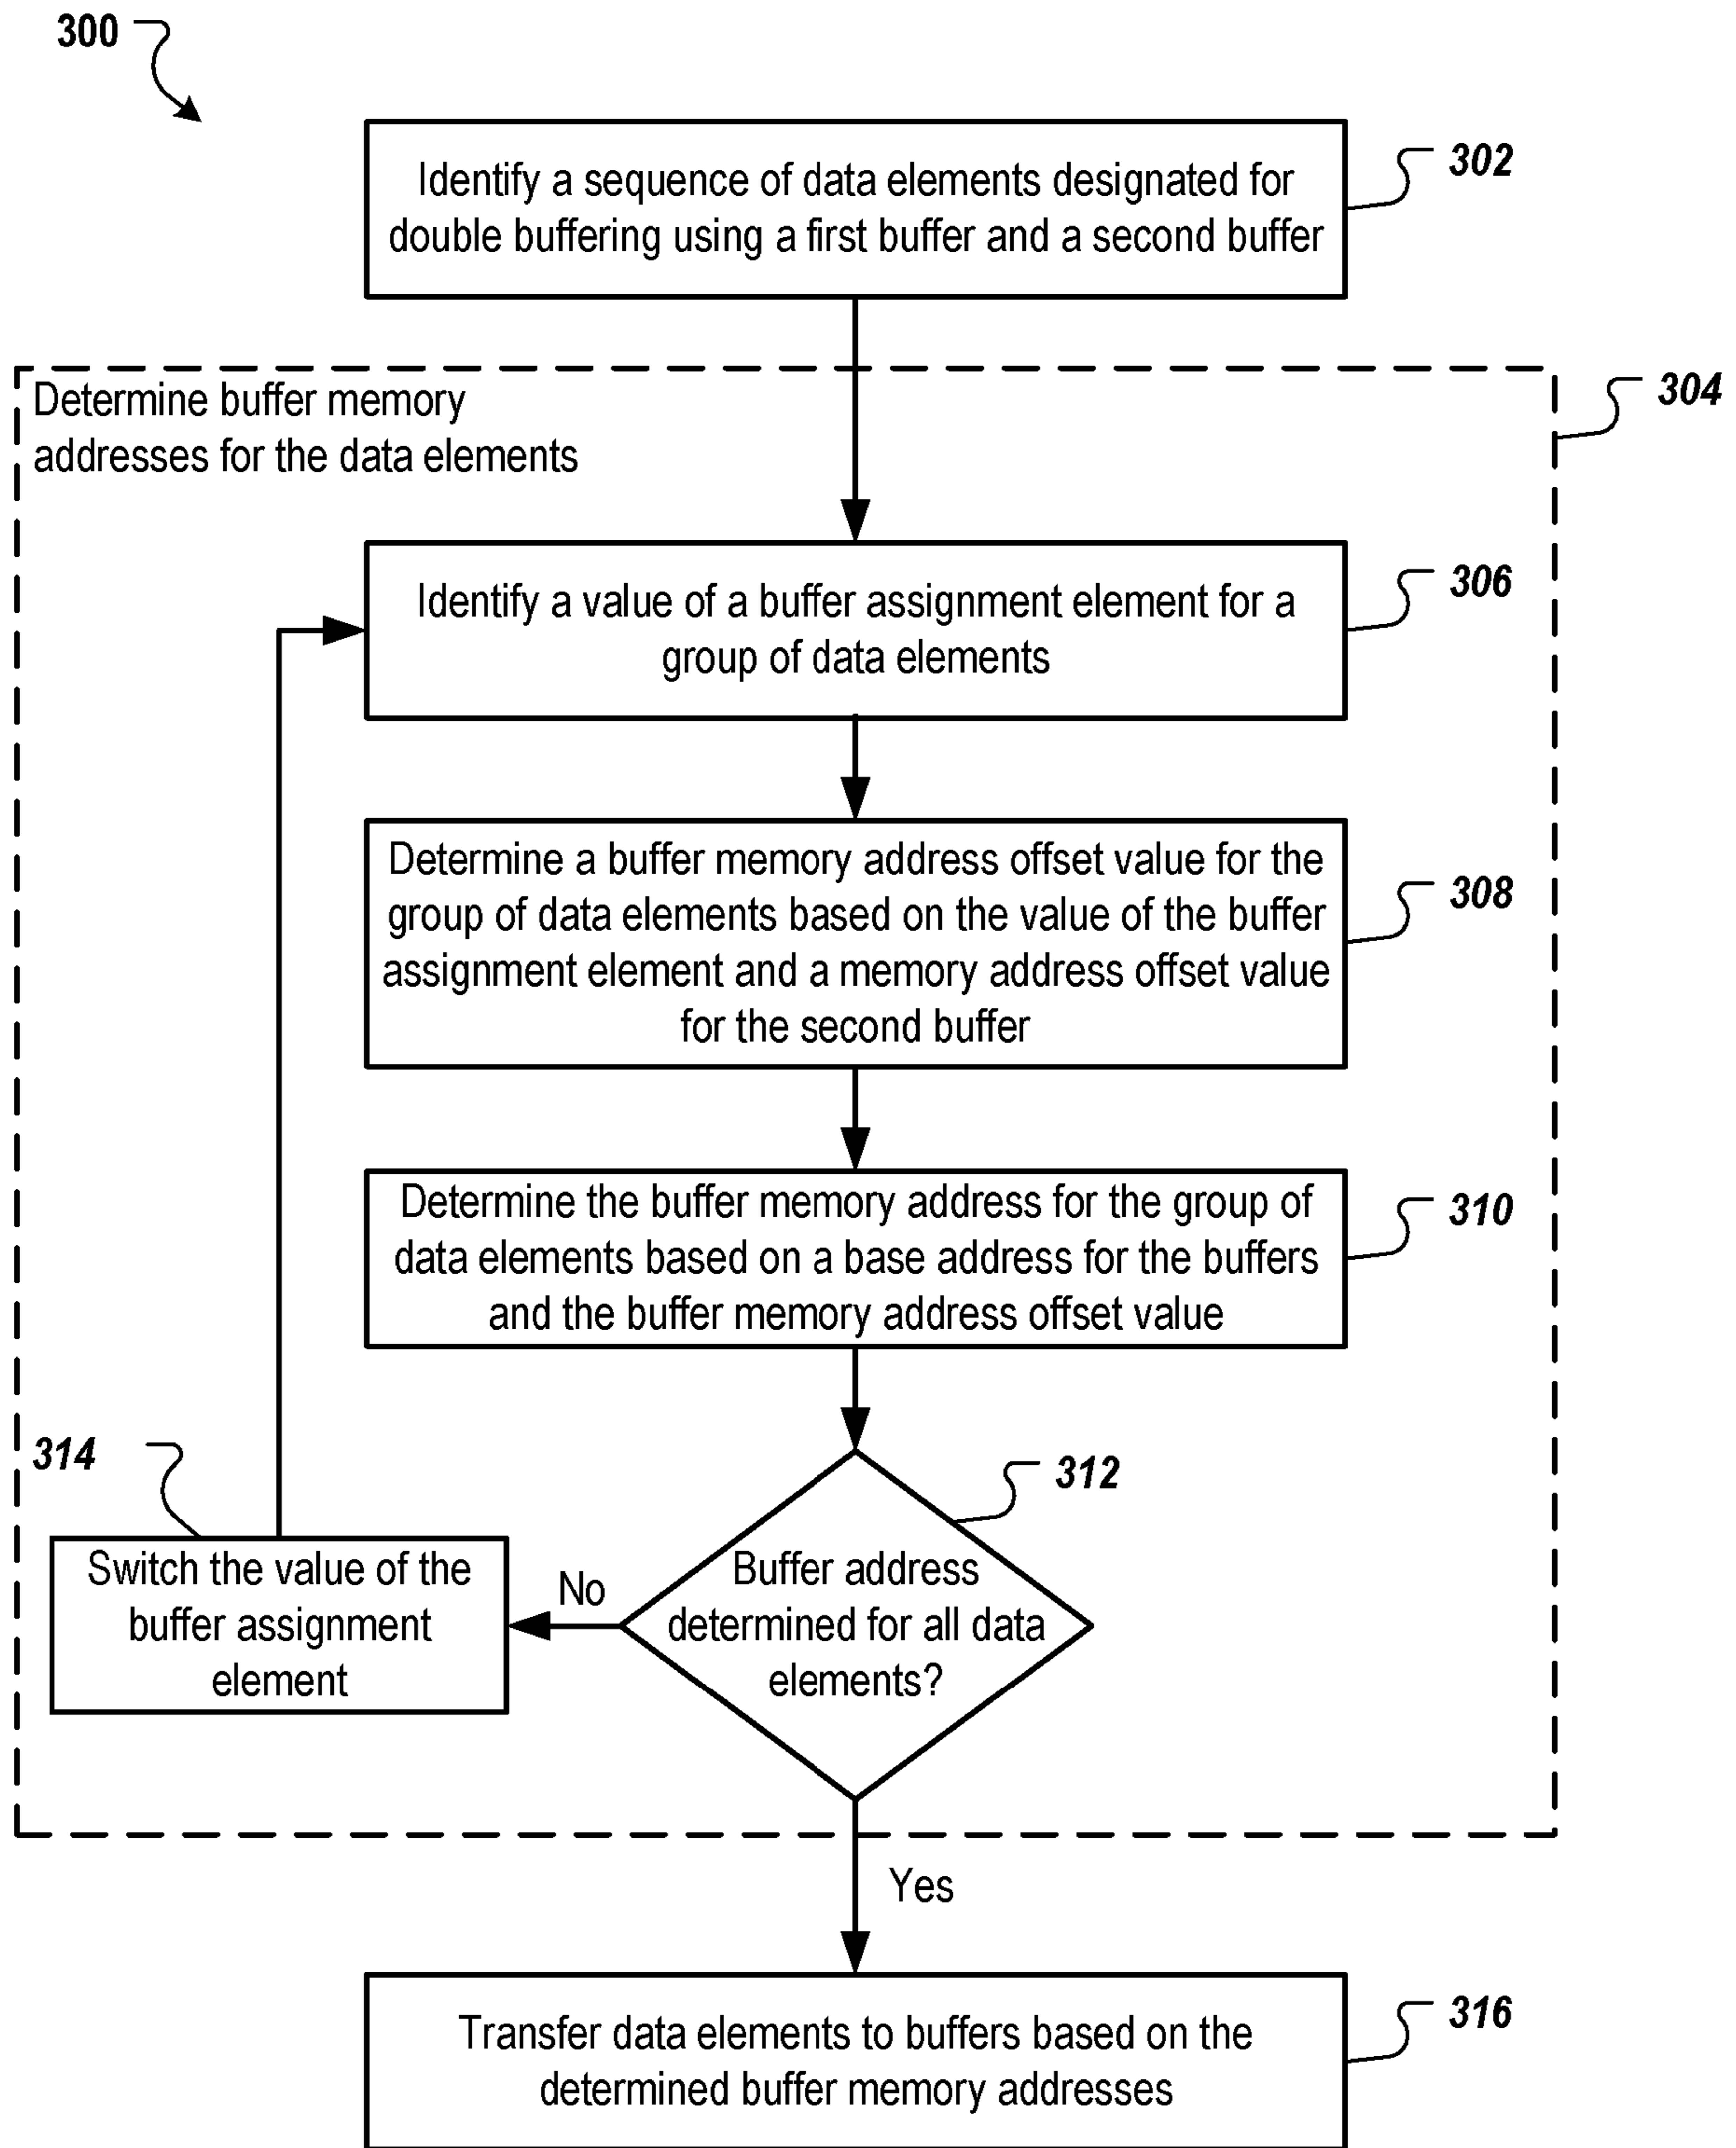 300
Identify a sequence of data elements designated for
double buffering using a first buffer and a second buffer
302
Determine buffer memory
addresses for the data elements
304
Identify a value of a buffer assignment element for a
group of data elements
306
Determine a buffer memory address offset value for the
group of data elements based on the value of the buffer
assignment element and a memory address offset value
for the second buffer
308
Determine the buffer memory address for the group of
data elements based on a base address for the buffers
and the buffer memory address offset value
310
314
Switch the value of the
buffer assignment
element
No
312
Buffer address
determined for all data
elements?
Yes
Transfer data elements to buffers based on the
determined buffer memory addresses
316